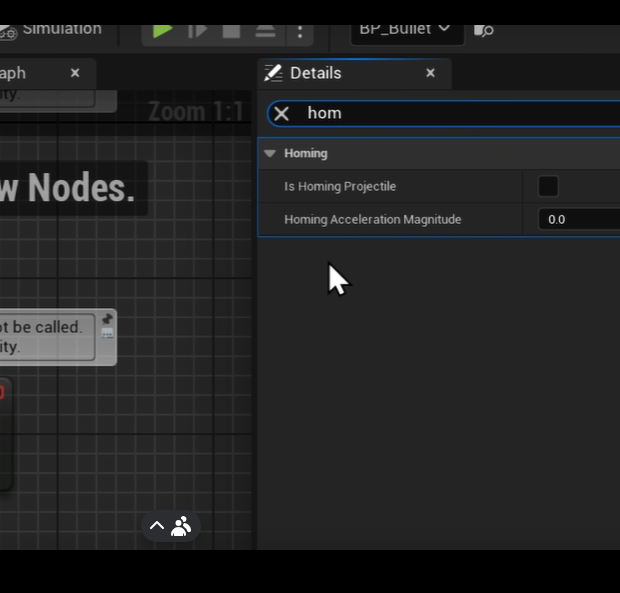 Simulation
BP_Bullet
aph
Details
ity.
Zoom 1:1
hom
Homing
w Nodes.
Is Homing Projectile
Homing Acceleration Magnitude
0.0
ot be called.
ity.